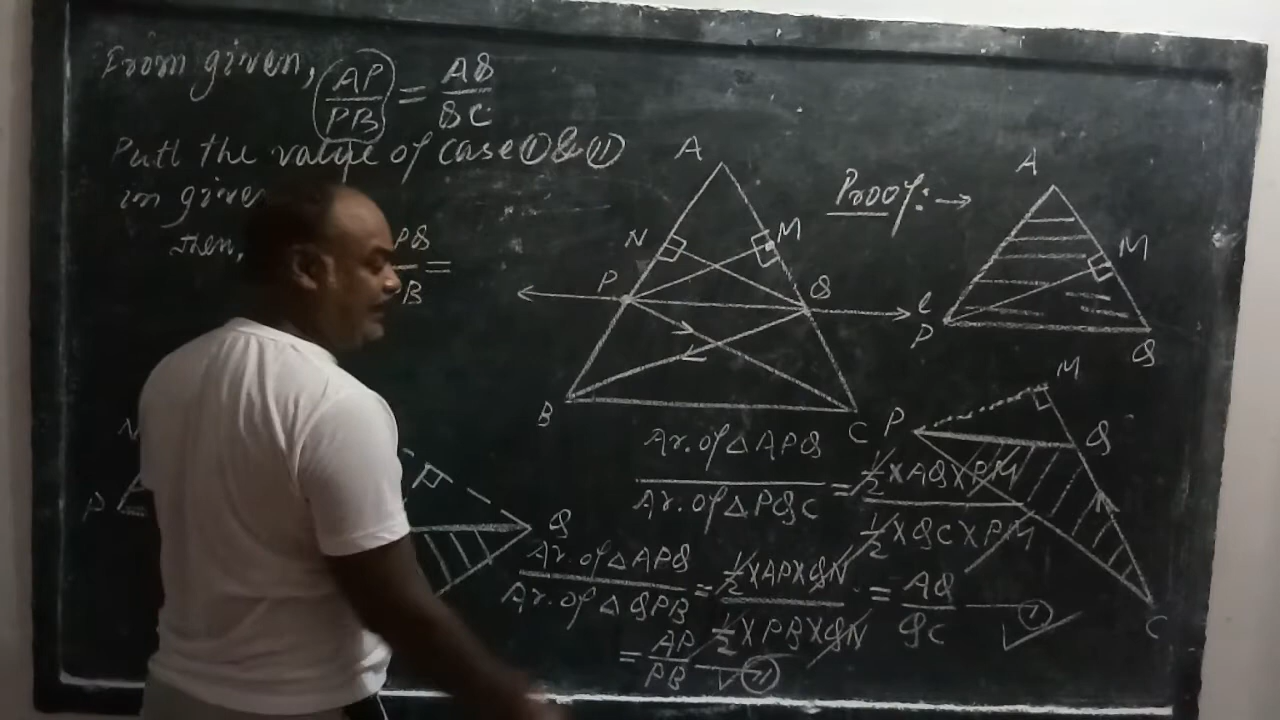 From given, AP/PB = AQ/QC
Putt the value of case (I) & (II)
in given
then,
PQ
B =
A
N
M
P
Q
l
B
C
Proof: →
A
M
P
Q
M
P
Q
C
Ar. of △ APQ / Ar. of △ PQC = ½ × AQ × PM / ½ × QC × PM
= AQ/QC — (I)
N
P
Q
Ar. of △ APQ / Ar. of △ QPB = ½ × AP × QN / ½ × PB × QN
= AP/PB — (II)